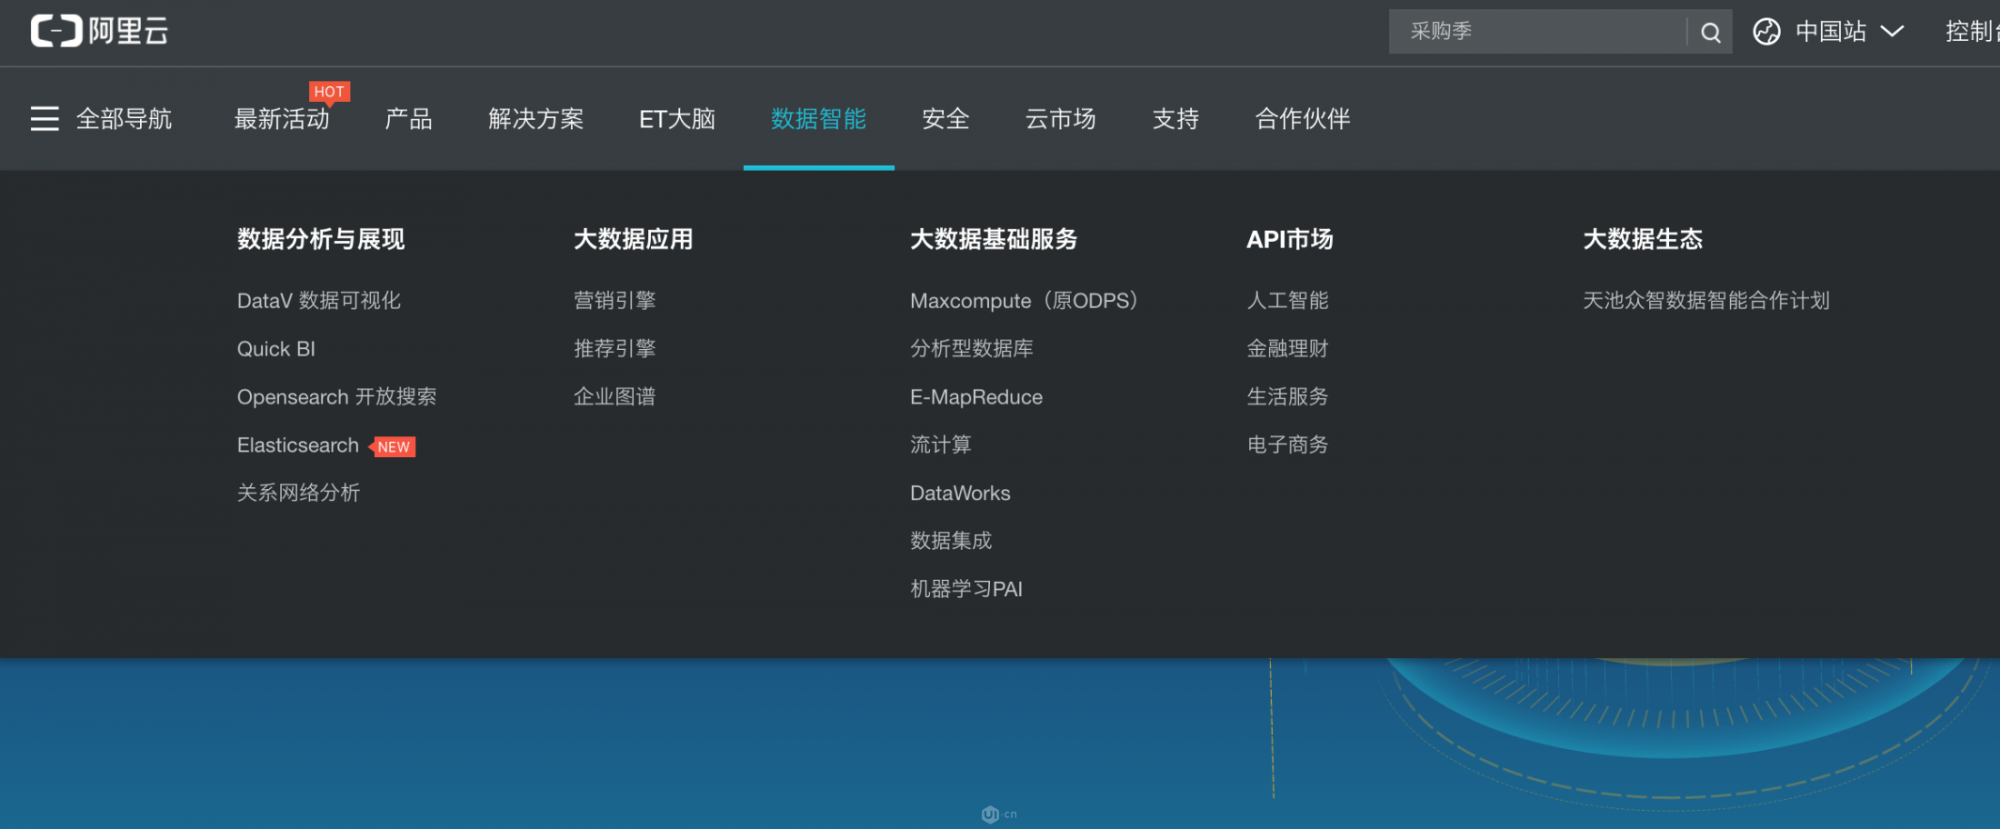 阿里云
采购季
中国站
控制台
全部导航
最新活动
HOT
产品
解决方案
ET大脑
数据智能
安全
云市场
支持
合作伙伴
数据分析与展现
DataV 数据可视化
Quick BI
Opensearch 开放搜索
Elasticsearch NEW
关系网络分析
大数据应用
营销引擎
推荐引擎
企业图谱
大数据基础服务
Maxcompute（原ODPS）
分析型数据库
E-MapReduce
流计算
DataWorks
数据集成
机器学习PAI
API市场
人工智能
金融理财
生活服务
电子商务
大数据生态
天池众智数据智能合作计划
UI·cn